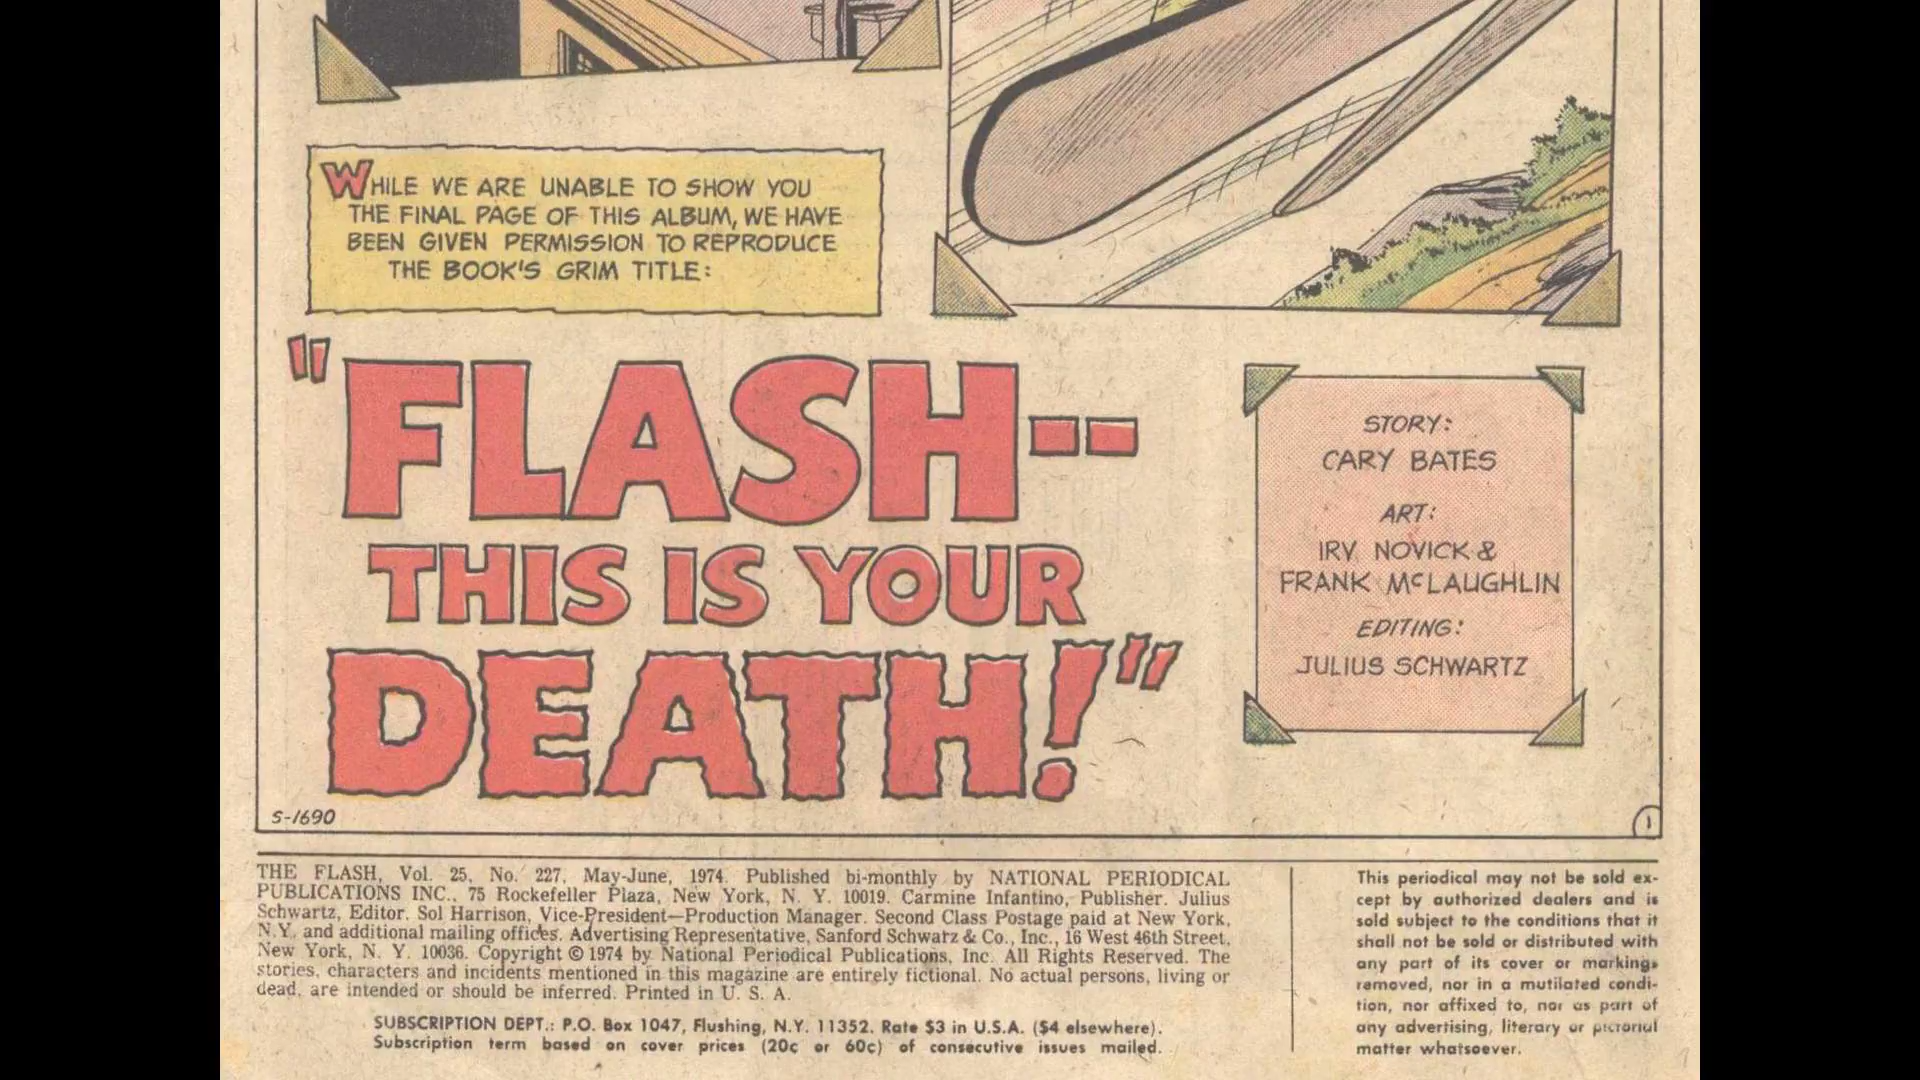 WHILE WE ARE UNABLE TO SHOW YOU
THE FINAL PAGE OF THIS ALBUM, WE HAVE
BEEN GIVEN PERMISSION TO REPRODUCE
THE BOOK'S GRIM TITLE:
"FLASH--
THIS IS YOUR
DEATH!"
STORY:
CARY BATES
ART:
IRV NOVICK &
FRANK McLAUGHLIN
EDITING:
JULIUS SCHWARTZ
S-1690
1
THE FLASH, Vol. 25, No. 227, May-June, 1974. Published bi-monthly by NATIONAL PERIODICAL
PUBLICATIONS INC., 75 Rockefeller Plaza, New York, N. Y. 10019. Carmine Infantino, Publisher. Julius
Schwartz, Editor. Sol Harrison, Vice-President—Production Manager. Second Class Postage paid at New York,
N.Y. and additional mailing offices. Advertising Representative, Sanford Schwarz & Co., Inc., 16 West 46th Street,
New York, N. Y. 10036. Copyright © 1974 by National Periodical Publications, Inc. All Rights Reserved. The
stories, characters and incidents mentioned in this magazine are entirely fictional. No actual persons, living or
dead, are intended or should be inferred. Printed in U. S. A.
SUBSCRIPTION DEPT.: P.O. Box 1047, Flushing, N.Y. 11352. Rate $3 in U.S.A. ($4 elsewhere).
Subscription term based on cover prices (20c or 60c) of consecutive issues mailed.
This periodical may not be sold ex-
cept by authorized dealers and is
sold subject to the conditions that it
shall not be sold or distributed with
any part of its cover or markings
removed, nor in a mutilated condi-
tion, nor affixed to, nor as part of
any advertising, literary or pictorial
matter whatsoever.